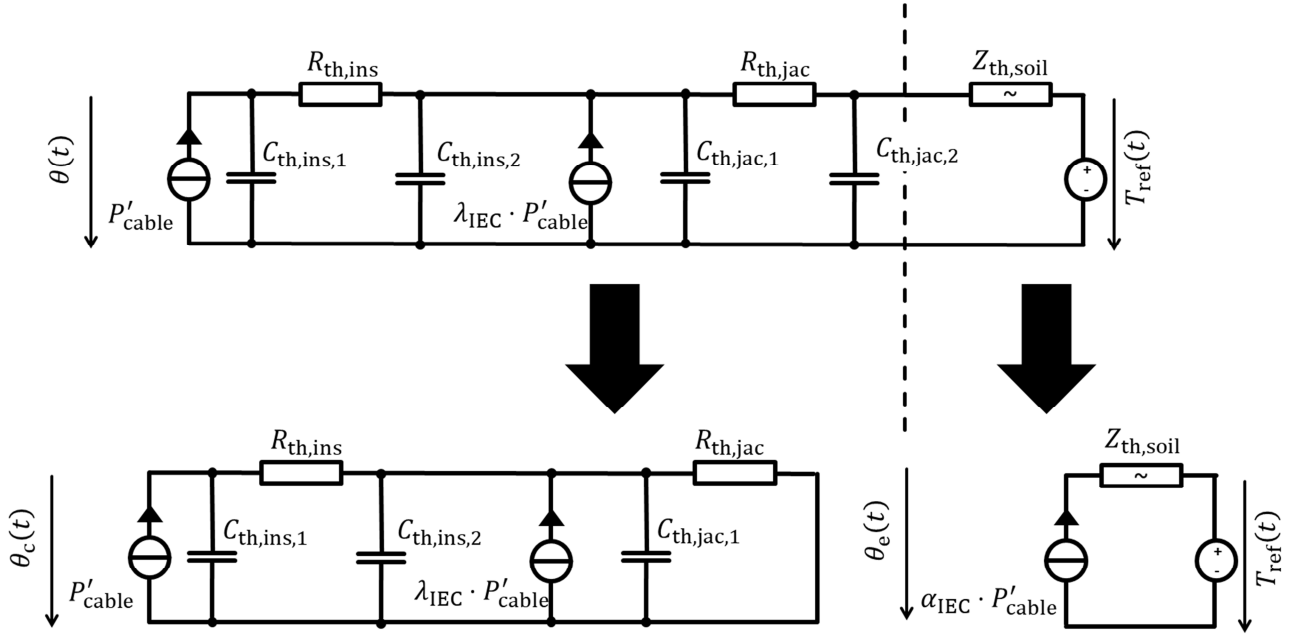 R_th,ins
R_th,jac
Z_th,soil
~
θ(t)
C_th,ins,1
C_th,ins,2
C_th,jac,1
C_th,jac,2
+
-
T_ref(t)
P′_cable
λ_IEC · P′_cable
R_th,ins
R_th,jac
Z_th,soil
~
θ_c(t)
C_th,ins,1
C_th,ins,2
C_th,jac,1
θ_e(t)
+
-
T_ref(t)
P′_cable
λ_IEC · P′_cable
α_IEC · P′_cable